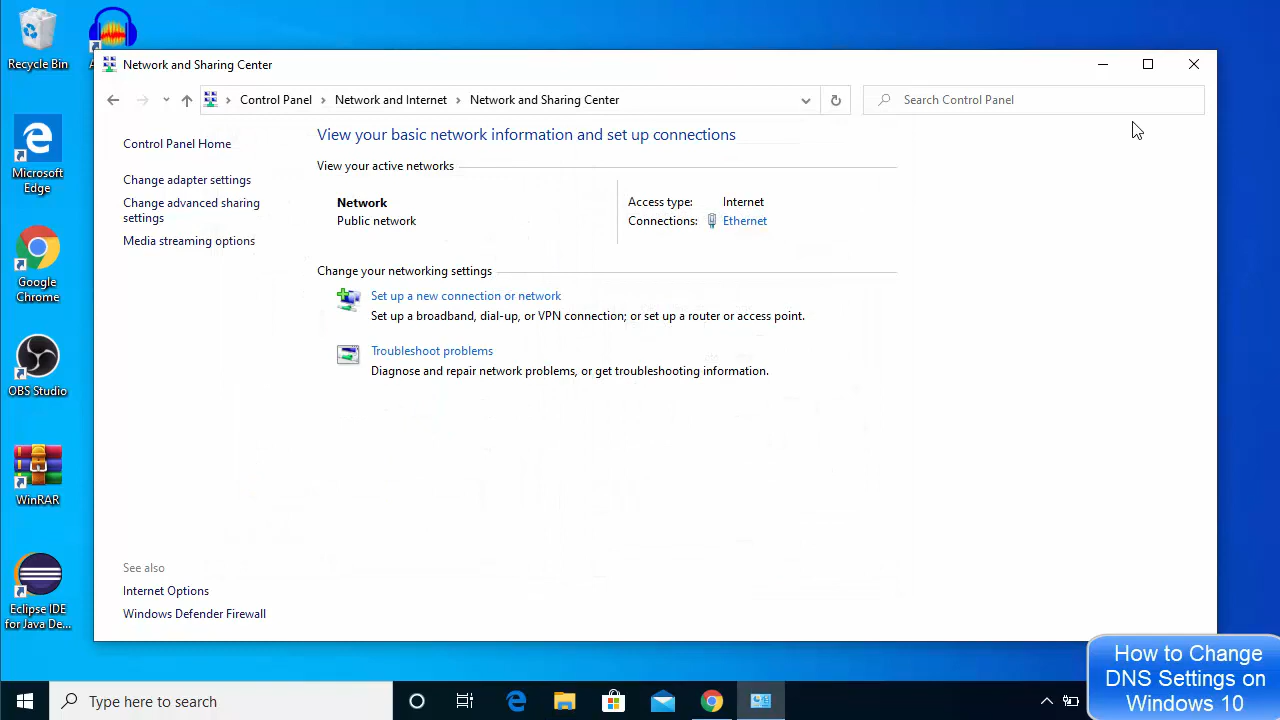 Recycle Bin
Network and Sharing Center
Control Panel
Network and Internet
Network and Sharing Center
Search Control Panel
Control Panel Home
Change adapter settings
Change advanced sharing
settings
Media streaming options
View your basic network information and set up connections
View your active networks
Network
Public network
Access type: Internet
Connections: Ethernet
Change your networking settings
Set up a new connection or network
Set up a broadband, dial-up, or VPN connection; or set up a router or access point.
Troubleshoot problems
Diagnose and repair network problems, or get troubleshooting information.
See also
Internet Options
Windows Defender Firewall
Microsoft
Edge
Google
Chrome
OBS Studio
WinRAR
Eclipse IDE
for Java De...
How to Change
DNS Settings on
Windows 10
Type here to search